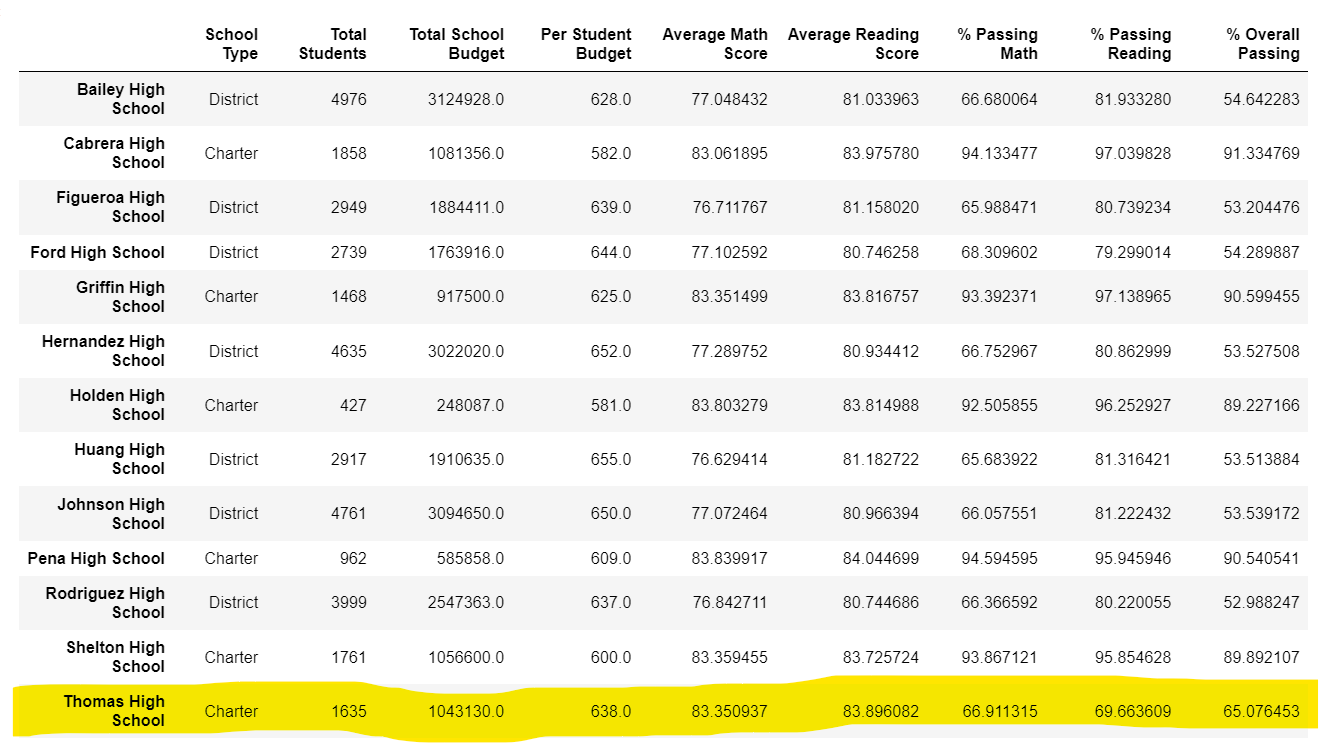 School Type Total Students Total School Budget Per Student Budget Average Math Score Average Reading Score % Passing Math % Passing Reading % Overall Passing
Bailey High School District 4976 3124928.0 628.0 77.048432 81.033963 66.680064 81.933280 54.642283
Cabrera High School Charter 1858 1081356.0 582.0 83.061895 83.975780 94.133477 97.039828 91.334769
Figueroa High School District 2949 1884411.0 639.0 76.711767 81.158020 65.988471 80.739234 53.204476
Ford High School District 2739 1763916.0 644.0 77.102592 80.746258 68.309602 79.299014 54.289887
Griffin High School Charter 1468 917500.0 625.0 83.351499 83.816757 93.392371 97.138965 90.599455
Hernandez High School District 4635 3022020.0 652.0 77.289752 80.934412 66.752967 80.862999 53.527508
Holden High School Charter 427 248087.0 581.0 83.803279 83.814988 92.505855 96.252927 89.227166
Huang High School District 2917 1910635.0 655.0 76.629414 81.182722 65.683922 81.316421 53.513884
Johnson High School District 4761 3094650.0 650.0 77.072464 80.966394 66.057551 81.222432 53.539172
Pena High School Charter 962 585858.0 609.0 83.839917 84.044699 94.594595 95.945946 90.540541
Rodriguez High School District 3999 2547363.0 637.0 76.842711 80.744686 66.366592 80.220055 52.988247
Shelton High School Charter 1761 1056600.0 600.0 83.359455 83.725724 93.867121 95.854628 89.892107
Thomas High School Charter 1635 1043130.0 638.0 83.350937 83.896082 66.911315 69.663609 65.076453